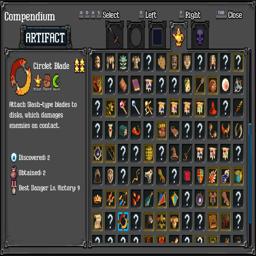 Compendium
Select
Left
Right
Close
ARTIFACT
Circlet Blade
Attach Slash-type blades to
disks, which damages
enemies on contact.
Discovered: 2
Obtained: 2
Best Danger Lv. Victory: 9